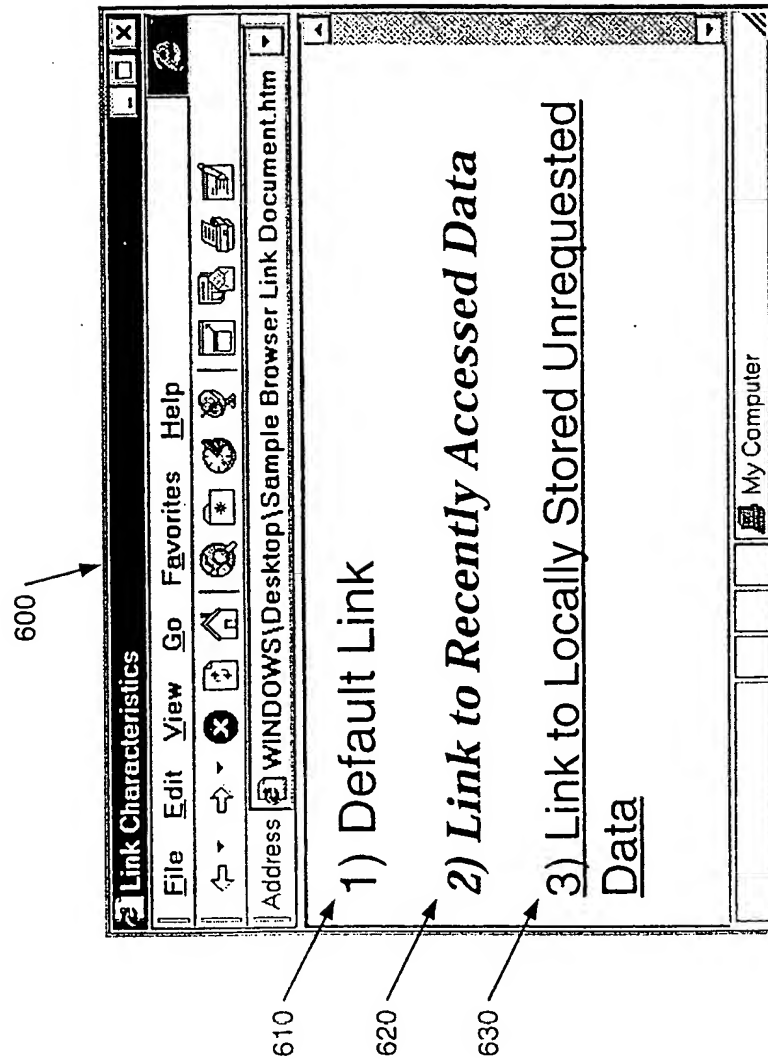 600
Link Characteristics
File Edit View Go Favorites Help
Address WINDOWS\Desktop\Sample Browser Link Document.htm
610
1) Default Link
620
2) Link to Recently Accessed Data
630
3) Link to Locally Stored Unrequested
Data
My Computer